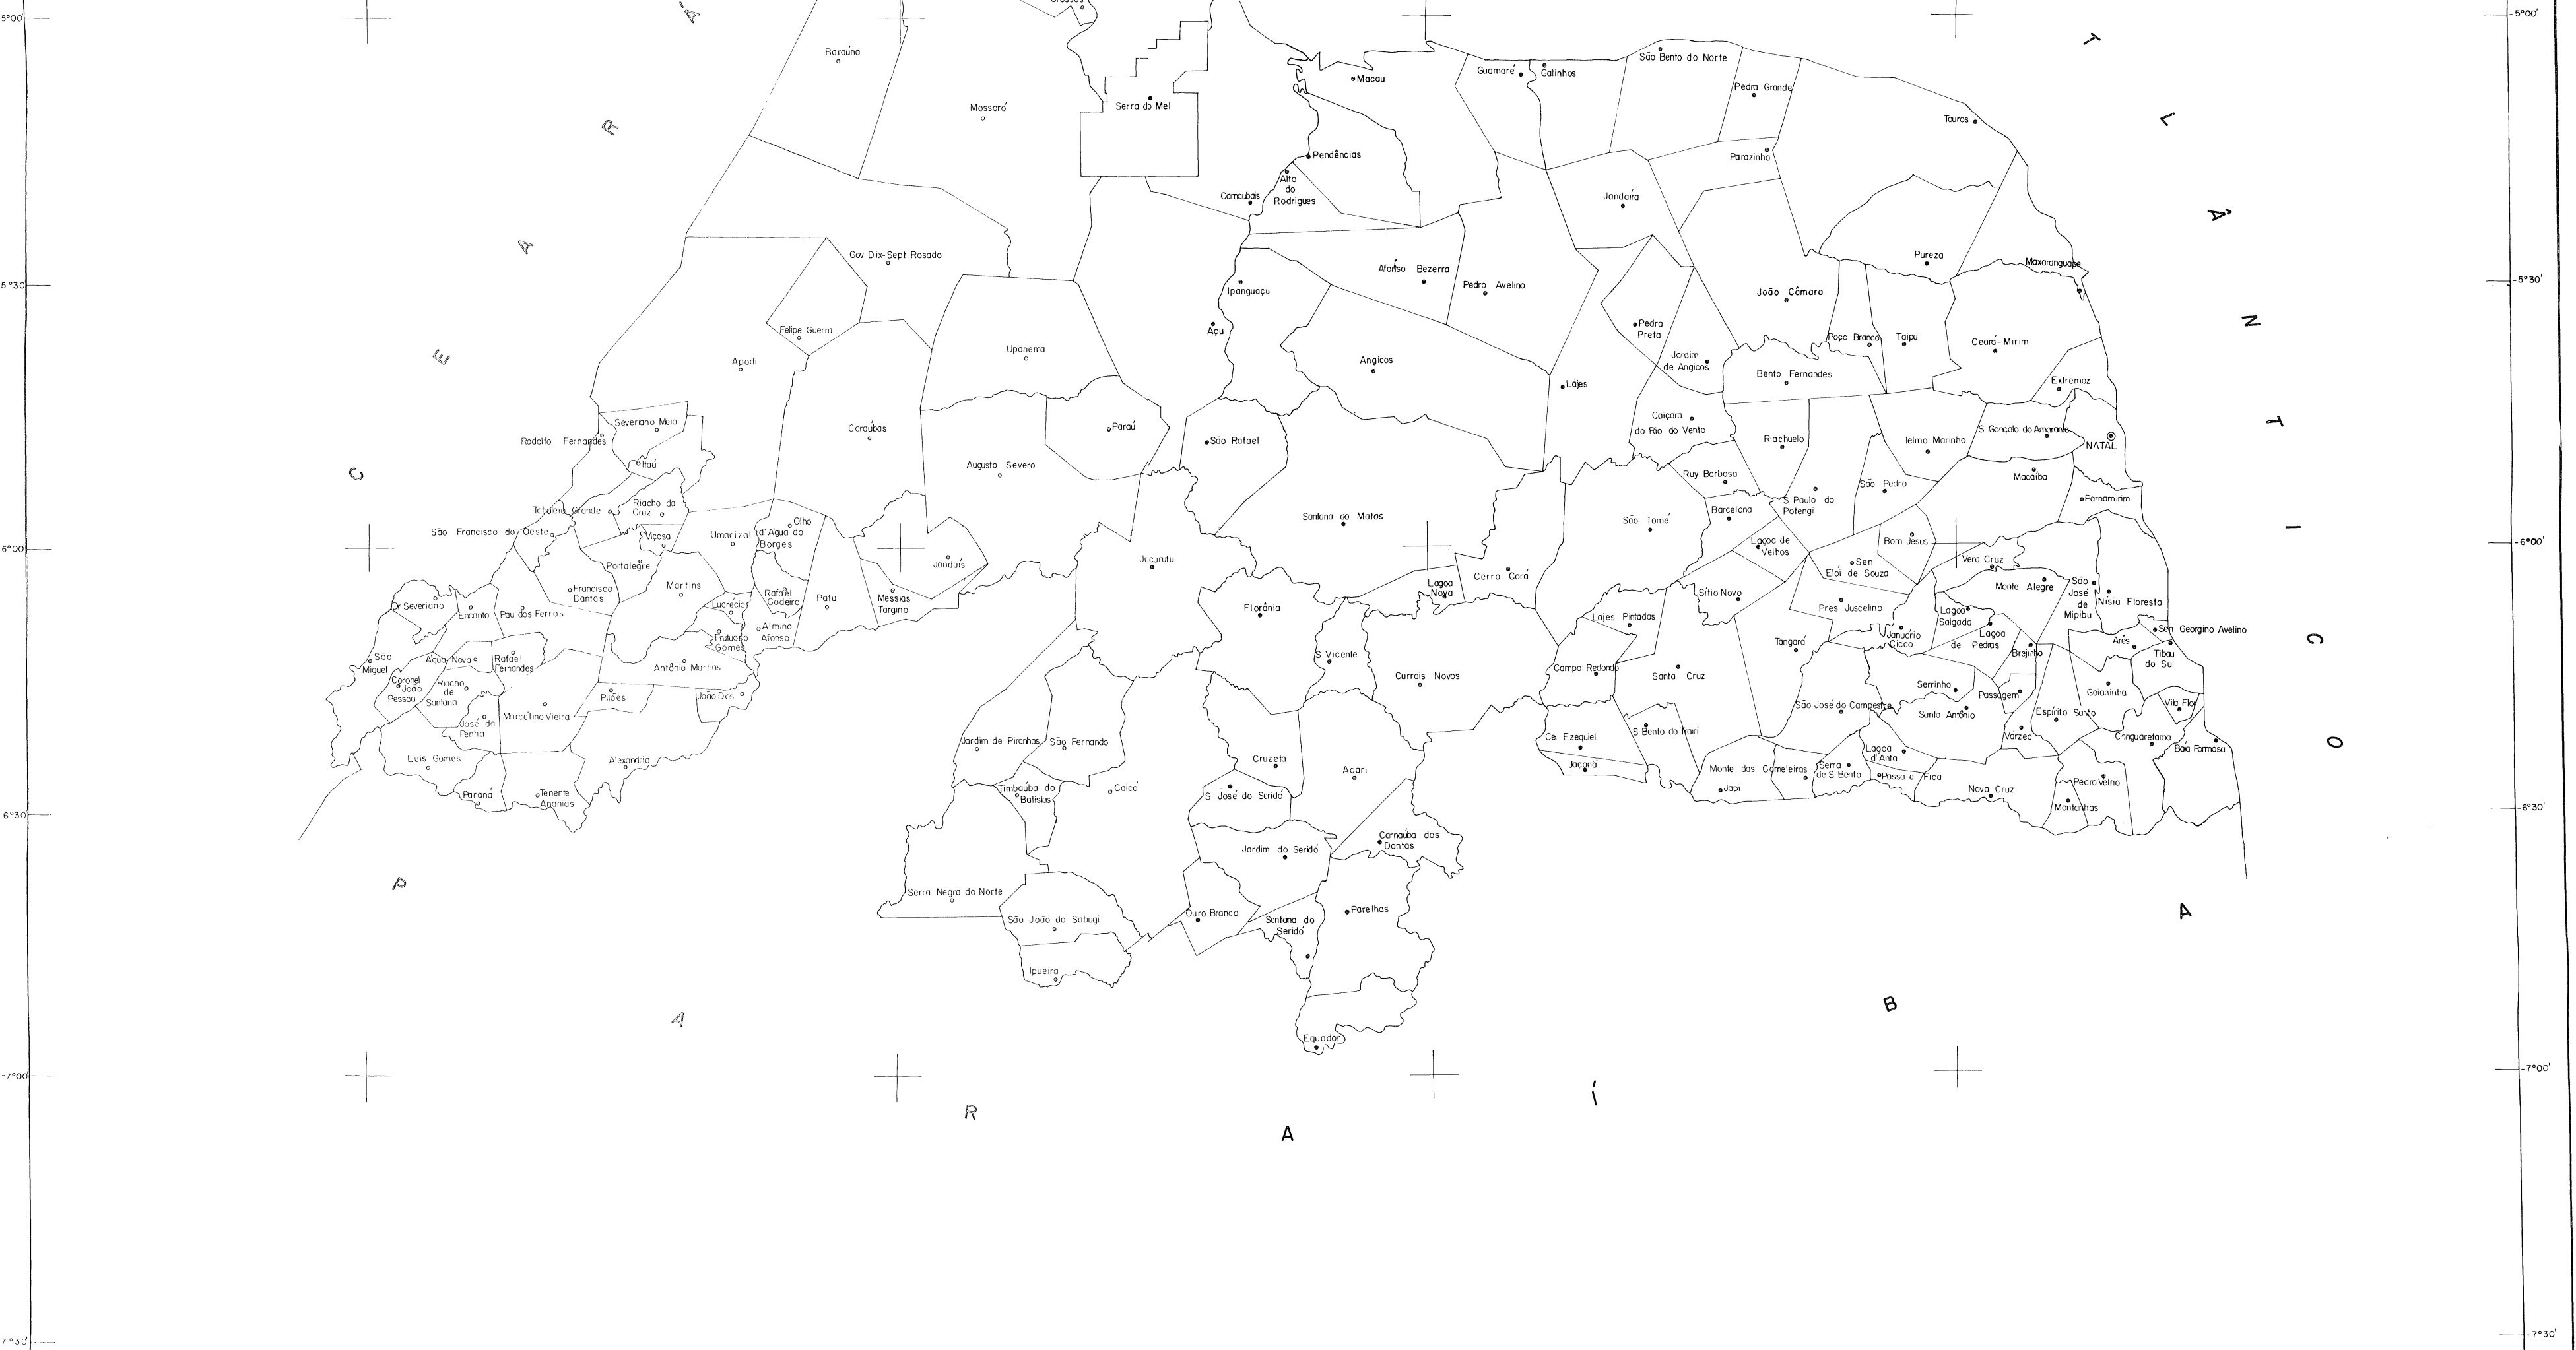 5°00'
-5°00'
Baraúna
Mossoró
Serra do Mel
Macau
Guamaré
Galinhos
São Bento do Norte
Pedra Grande
Touros
Parazinho
Pendências
Alto
do
Rodrigues
Carnaubais
Jandaíra
Gov Dix-Sept Rosado
Afonso Bezerra
Pedro Avelino
Pureza
Maxaranguape
5°30
-5°30'
Ipanguaçu
João Câmara
Açu
Felipe Guerra
Pedra
Preta
Poço Branco
Taipu
Ceará-Mirim
Upanema
Apodi
Angicos
Jardim
de Angicos
Bento Fernandes
Lajes
Extremoz
Severiano Melo
Caraúbas
Paraú
Caiçara
do Rio do Vento
Rodolfo Fernandes
São Rafael
Riachuelo
Ielmo Marinho
S Gonçalo do Amarante
NATAL
Itaú
Augusto Severo
Ruy Barbosa
São Pedro
Macaíba
Parnamirim
Riacho da
Cruz
Tabuleiro Grande
Santana do Matos
São Tomé
Barcelona
S Paulo do
Potengi
São Francisco do Oeste
Viçosa
Umarizal
Olho
d'Água do
Borges
Lagoa de
Velhos
Bom Jesus
6°00'
-6°00'
Portalegre
Janduís
Jucurutu
Cerro Corá
Lagoa
Nova
Sen
Elói de Souza
Vera Cruz
Monte Alegre
São
José
de
Mipibu
Nísia Floresta
Francisco
Dantas
Martins
Rafael
Godeiro
Patu
Messias
Targino
Dr Severiano
Encanto
Pau dos Ferros
Lucrécia
Florânia
Sítio Novo
Pres Juscelino
Lagoa
Salgada
Lajes Pintadas
Almino
Afonso
Frutuoso
Gomes
Januário
Cicco
Lagoa
de Pedras
Sen Georgino Avelino
Tangará
Arês
Brejinho
Tibau
do Sul
São
Miguel
Água Nova
Rafael
Fernandes
Antônio Martins
S Vicente
Campo Redondo
Currais Novos
Santa Cruz
Coronel
João
Pessoa
Riacho
de
Santana
Pilões
João Dias
Serrinha
Passagem
Goianinha
Vila Flor
São José do Campestre
Santo Antônio
Espírito Santo
Marcelino Vieira
José da
Penha
Jardim de Piranhas
São Fernando
Cel Ezequiel
S Bento do Trairí
Várzea
Canguaretama
Baía Formosa
Luís Gomes
Alexandria
Cruzeta
Acari
Jaçanã
Monte das Gameleiras
Serra
de S Bento
Lagoa
d'Anta
Passa e Fica
Pedro Velho
Japi
Nova Cruz
Montanhas
Paraná
Tenente
Ananias
Timbaúba do
Batistas
Caicó
S José do Seridó
6°30
-6°30'
Carnaúba dos
Dantas
Jardim do Seridó
Serra Negra do Norte
São João do Sabugi
Ouro Branco
Santana do
Seridó
Parelhas
Ipueira
Equador
-7°00'
-7°00'
7°30'
-7°30'
C E A R Á
P A R A Í B A
T L Â N T I C O